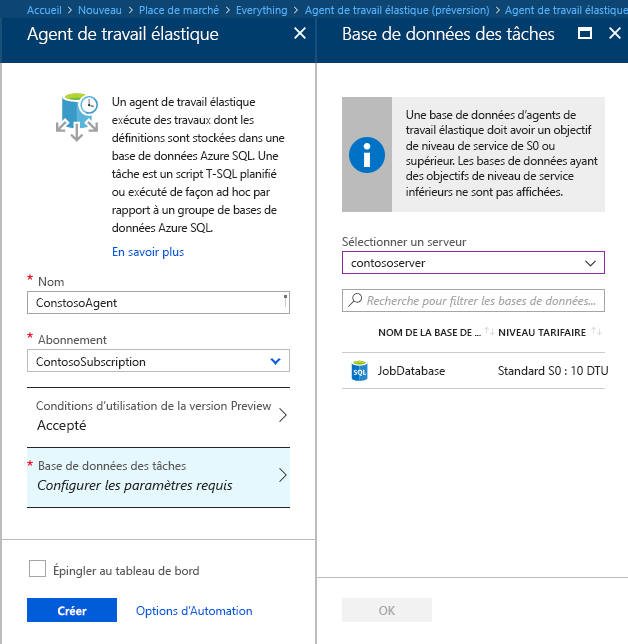 Accueil > Nouveau > Place de marché > Everything > Agent de travail élastique (préversion) > Agent de travail élastique
Agent de travail élastique
Un agent de travail élastique
exécute des travaux dont les
définitions sont stockées dans une
base de données Azure SQL. Une
tâche est un script T-SQL planifié
ou exécuté de façon ad hoc par
rapport à un groupe de bases de
données Azure SQL.
En savoir plus
* Nom
ConstosoAgent
* Abonnement
ContosoSubscription
Conditions d'utilisation de la version Preview
Accepté
* Base de données des tâches
Configurer les paramètres requis
Épingler au tableau de bord
Créer
Options d'Automation
Base de données des tâches
Une base de données d'agents de
travail élastique doit avoir un objectif
de niveau de service de S0 ou
supérieur. Les bases de données ayant
des objectifs de niveau de service
inférieurs ne sont pas affichées.
Sélectionner un serveur
contososerver
Recherche pour filtrer les bases de données...
NOM DE LA BASE DE ... NIVEAU TARIFAIRE
SQL JobDatabase Standard S0 : 10 DTU
OK